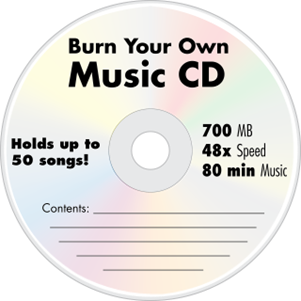 Burn Your Own
Music CD
Holds up to
50 songs!
700 MB
48x Speed
80 min Music
Contents: